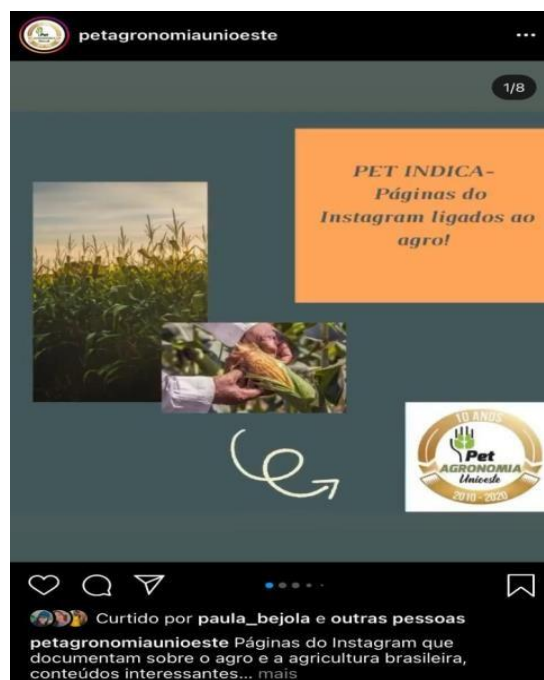 petagronomiaunioeste
1/8
PET INDICA-
Páginas do
Instagram ligados ao
agro!
10 ANOS
Pet
AGRONOMIA
Unioeste
2010 - 2020
Curtido por paula_bejola e outras pessoas
petagronomiaunioeste Páginas do Instagram que
documentam sobre o agro e a agricultura brasileira,
conteúdos interessantes... mais